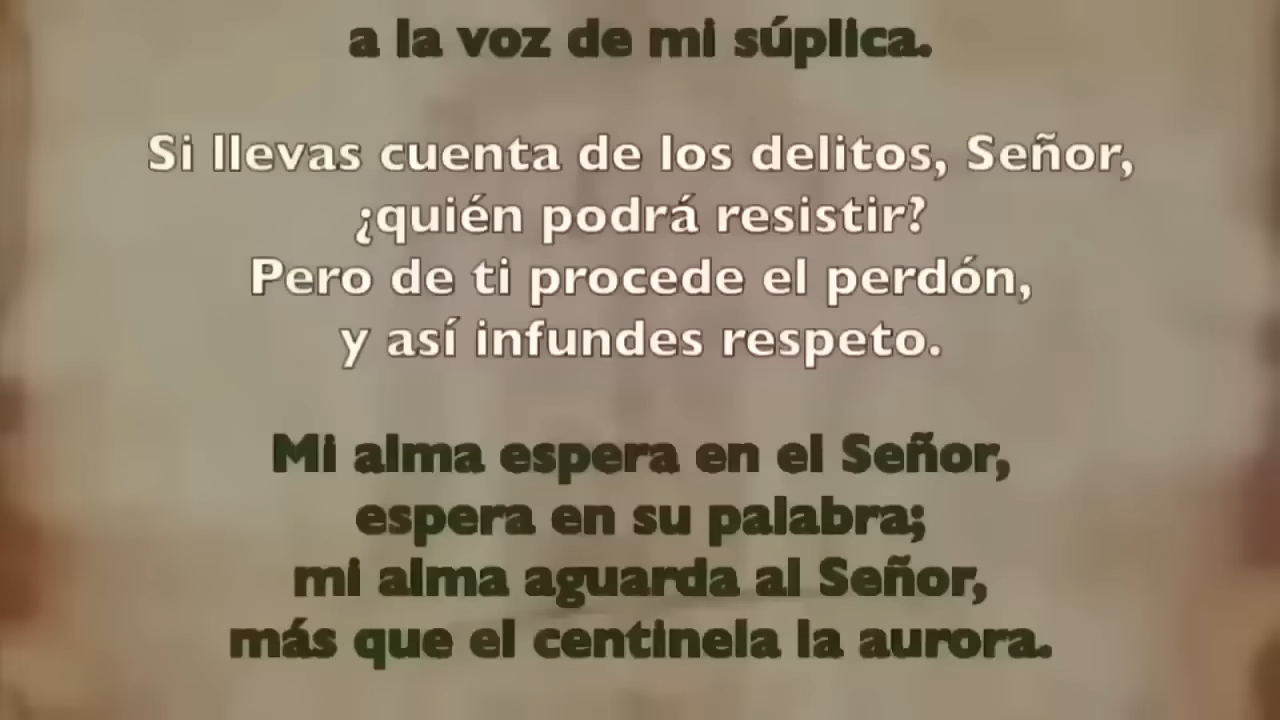 a la voz de mi súplica.
Si llevas cuenta de los delitos, Señor,
¿quién podrá resistir?
Pero de ti procede el perdón,
y así infundes respeto.
Mi alma espera en el Señor,
espera en su palabra;
mi alma aguarda al Señor,
más que el centinela la aurora.